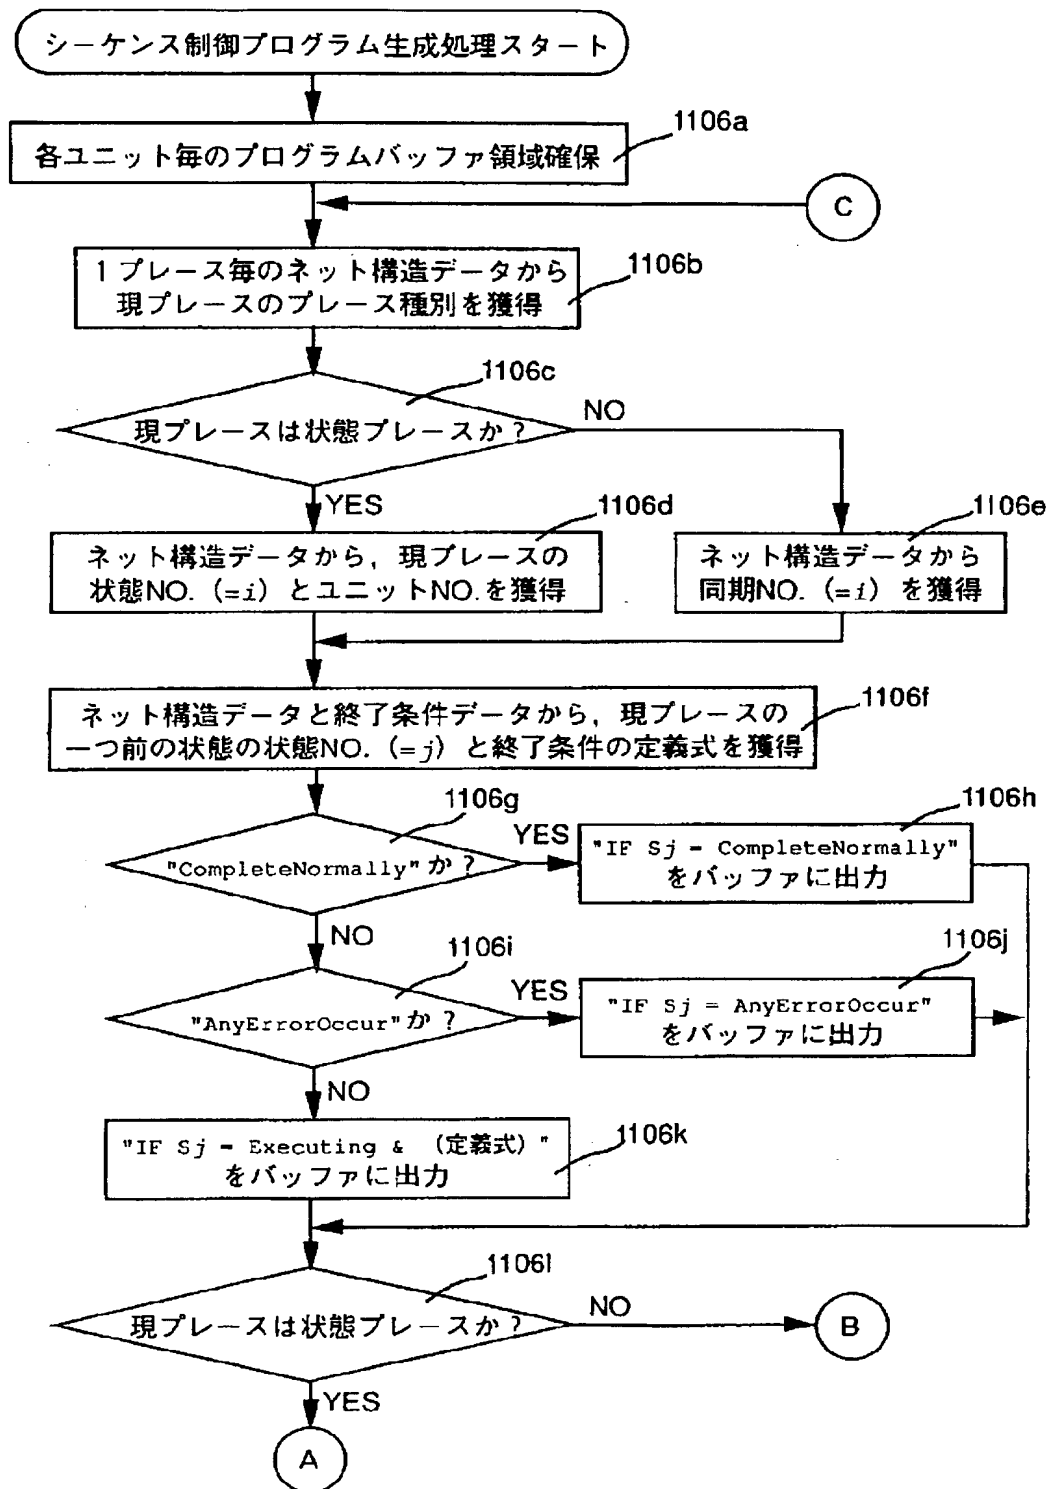 シーケンス制御プログラム生成処理スタート
1106a
各ユニット毎のプログラムバッファ領域確保
C
1プレース毎のネット構造データから
現プレースのプレース種別を獲得
1106b
1106c
現プレースは状態プレースか?
NO
YES
1106d
1106e
ネット構造データから,現プレースの
状態NO.(=i)とユニットNO.を獲得
ネット構造データから
同期NO.(=i)を獲得
1106f
ネット構造データと終了条件データから,現プレースの
一つ前の状態の状態NO.(=j)と終了条件の定義式を獲得
1106g
1106h
"CompleteNormally"か?
YES
"IF Sj = CompleteNormally"
をバッファに出力
NO
1106i
1106j
"AnyErrorOccur"か?
YES
"IF Sj = AnyErrorOccur"
をバッファに出力
NO
"IF Sj = Executing & (定義式)"
をバッファに出力
1106k
1106l
現プレースは状態プレースか?
NO
B
YES
A